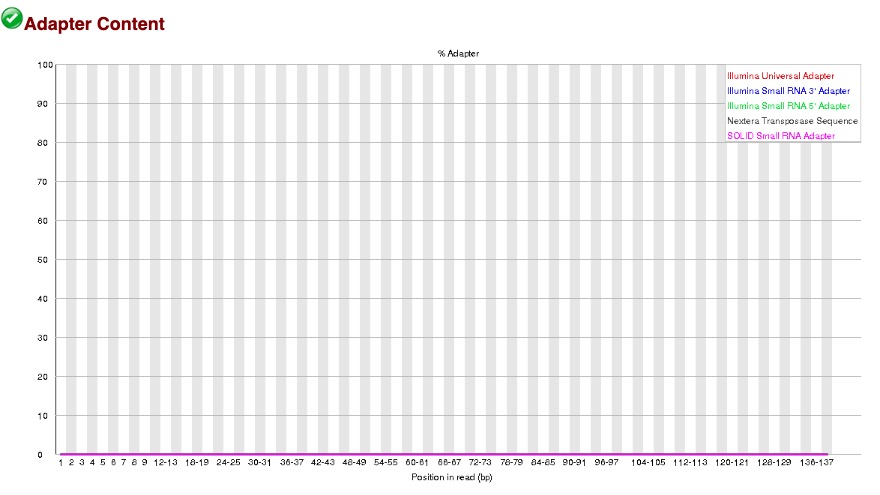 Adapter Content
% Adapter
100
90
80
70
60
50
40
30
20
10
0
Illumina Universal Adapter
Illumina Small RNA 3' Adapter
Illumina Small RNA 5' Adapter
Nextera Transposase Sequence
SOLID Small RNA Adapter
1 2 3 4 5 6 7 8 9 12-13 18-19 24-25 30-31 36-37 42-43 48-49 54-55 60-61 66-67 72-73 78-79 84-85 90-91 96-97 104-105 112-113 120-121 128-129 136-137
Position in read (bp)